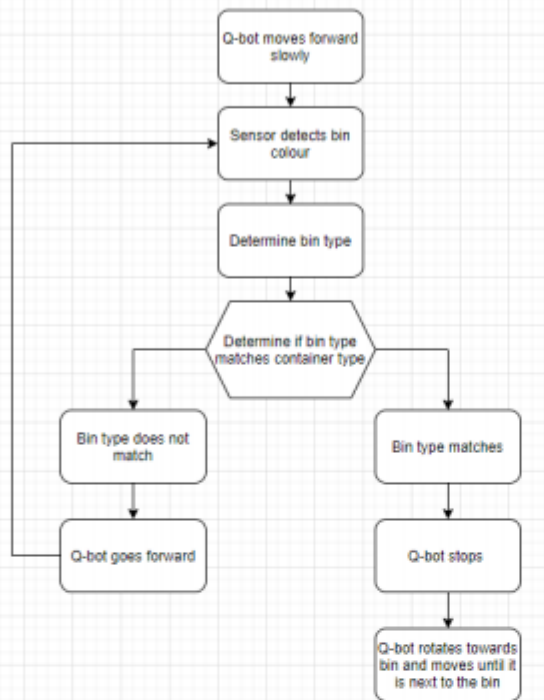 Q-bot moves forward
slowly
Sensor detects bin
colour
Determine bin type
Determine if bin type
matches container type
Bin type does not
match
Bin type matches
Q-bot goes forward
Q-bot stops
Q-bot rotates towards
bin and moves until it
is next to the bin